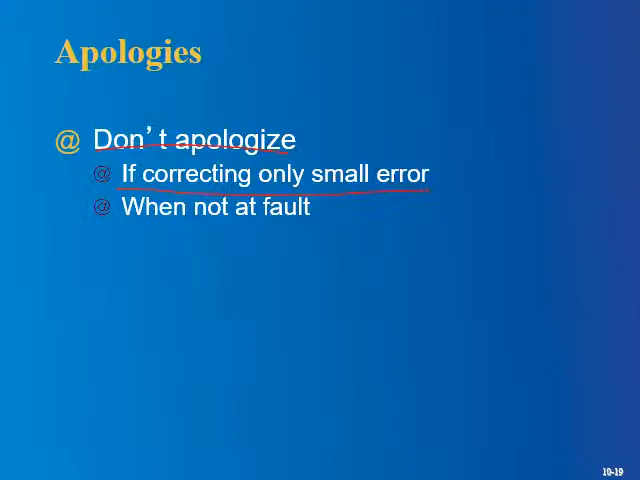 Apologies
@ Don’t apologize
@ If correcting only small error
@ When not at fault
10-19